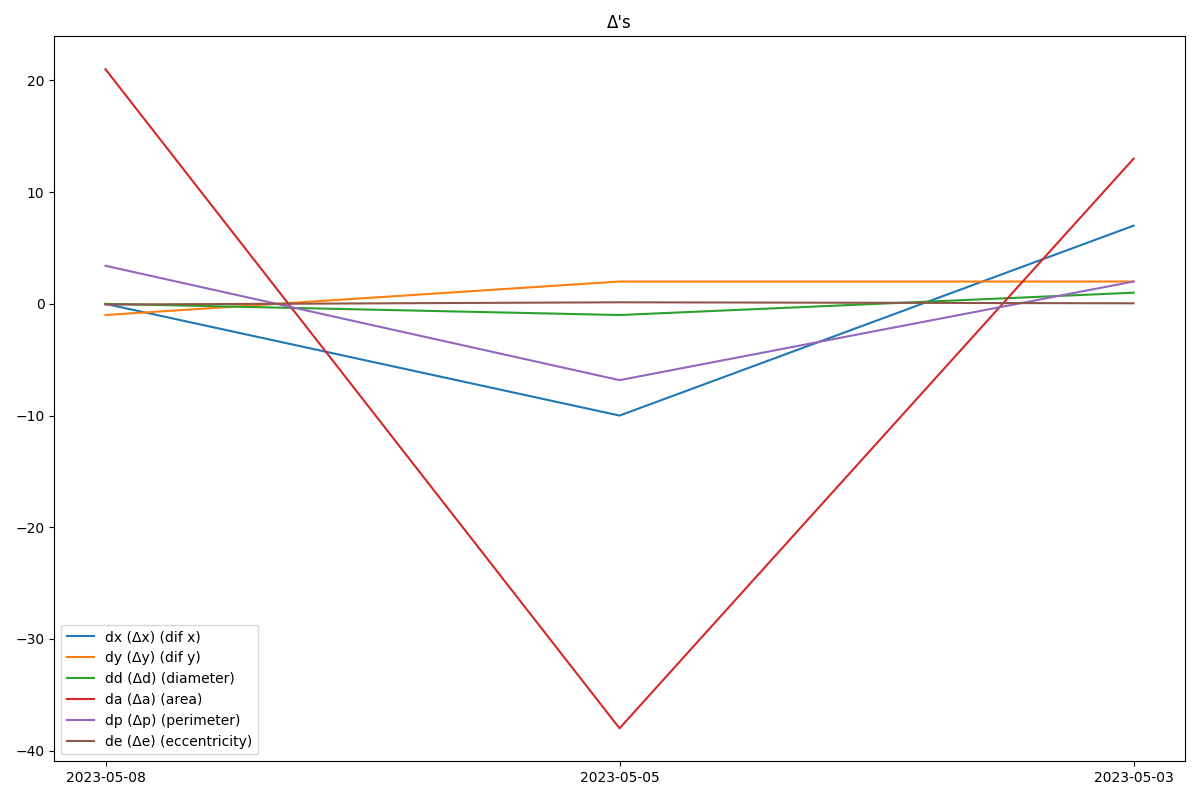 Δ's
20
10
0
−10
−20
−30
−40
dx (Δx) (dif x)
dy (Δy) (dif y)
dd (Δd) (diameter)
da (Δa) (area)
dp (Δp) (perimeter)
de (Δe) (eccentricity)
2023-05-08 2023-05-05 2023-05-03